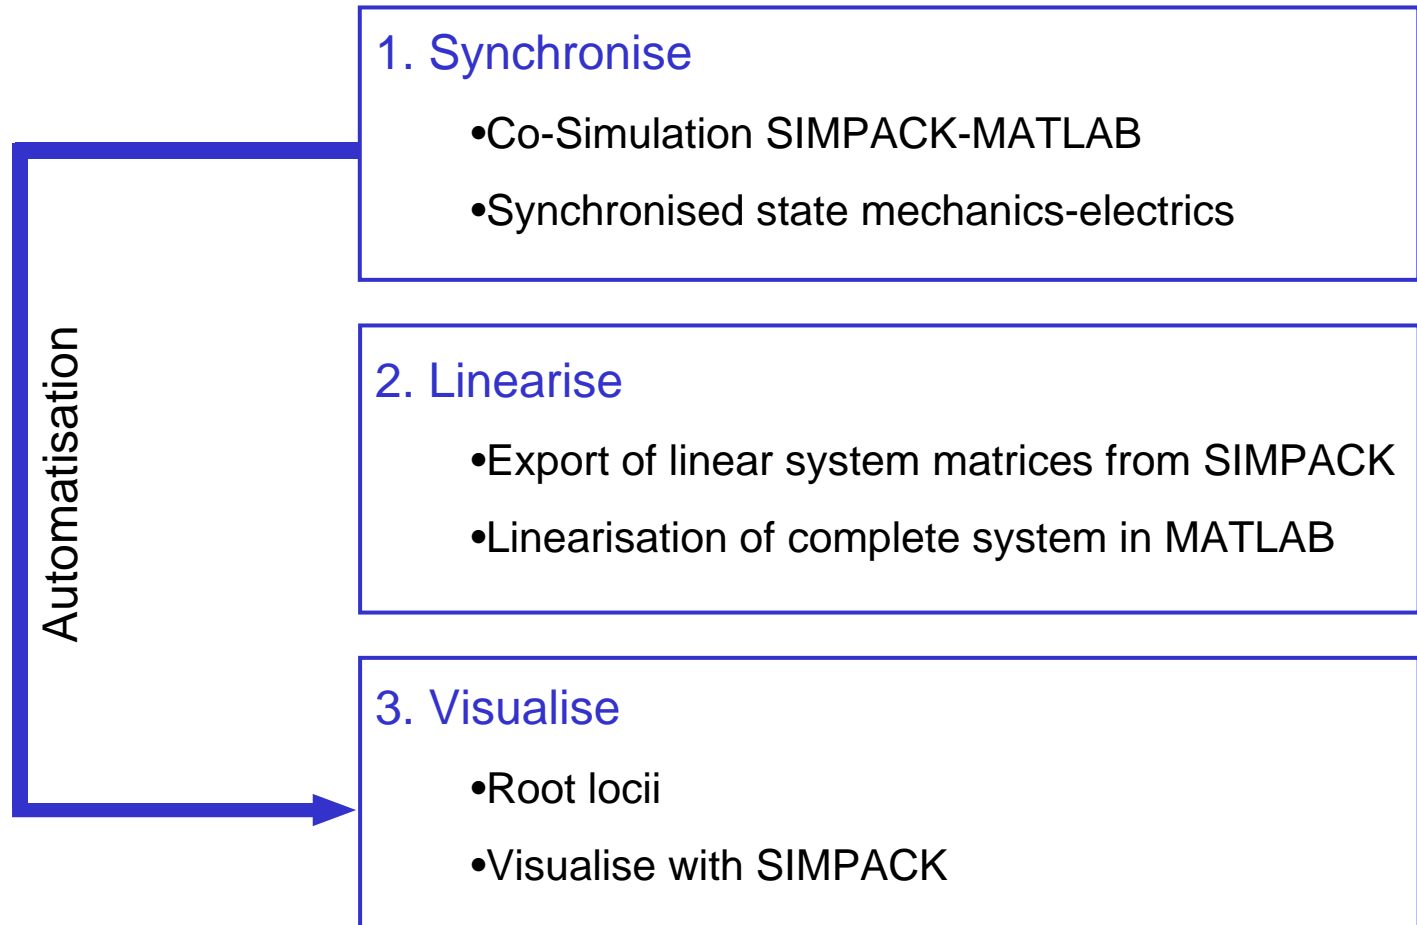 1. Synchronise
•Co-Simulation SIMPACK-MATLAB
•Synchronised state mechanics-electrics
Automatisation
2. Linearise
•Export of linear system matrices from SIMPACK
•Linearisation of complete system in MATLAB
3. Visualise
•Root locii
•Visualise with SIMPACK